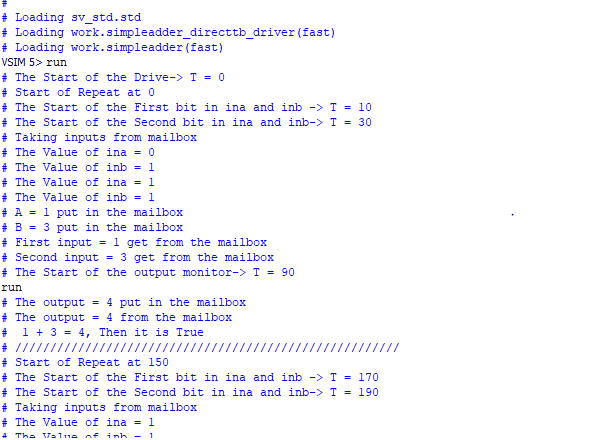 #
# Loading sv_std.std
# Loading work.simpleadder_directtb_driver(fast)
# Loading work.simpleadder(fast)
VSIM 5> run
# The Start of the Drive-> T = 0
# Start of Repeat at 0
# The Start of the First bit in ina and inb -> T = 10
# The Start of the Second bit in ina and inb-> T = 30
# Taking inputs from mailbox
# The Value of ina = 0
# The Value of inb = 1
# The Value of ina = 1
# The Value of inb = 1
# A = 1 put in the mailbox
# B = 3 put in the mailbox
# First input = 1 get from the mailbox
# Second input = 3 get from the mailbox
# The Start of the output monitor-> T = 90
run
# The output = 4 put in the mailbox
# The output = 4 from the mailbox
#  1 + 3 = 4, Then it is True
# ///////////////////////////////////////////////////////
# Start of Repeat at 150
# The Start of the First bit in ina and inb -> T = 170
# The Start of the Second bit in ina and inb-> T = 190
# Taking inputs from mailbox
# The Value of ina = 1
# The Value of inb = 1